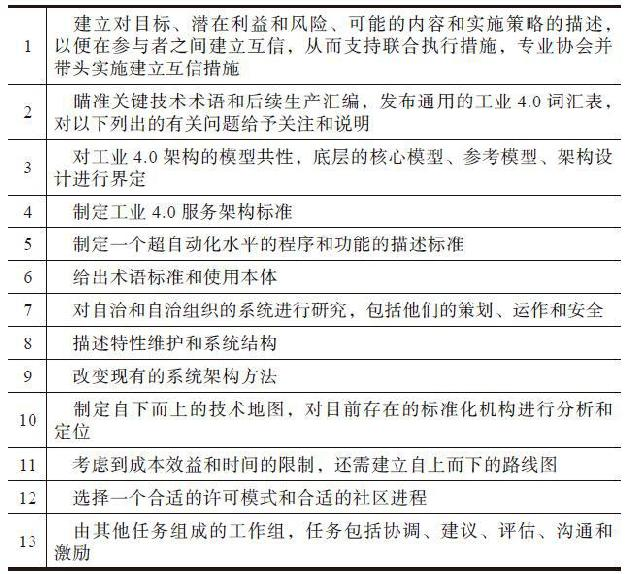 建立对目标、潜在利益和风险、可能的内容和实施策略的描述，
1
以便在参与者之间建立互信，从而支持联合执行措施，专业协会并
带头实施建立互信措施
瞄准关键技术术语和后续生产汇编，发布通用的工业 4.0 词汇表，
2
对以下列出的有关问题给予关注和说明
对工业 4.0 架构的模型共性，底层的核心模型、参考模型、架构设
3
计进行界定
4 制定工业 4.0 服务架构标准
5 制定一个超自动化水平的程序和功能的描述标准
6 给出术语标准和使用本体
7 对自治和自治组织的系统进行研究，包括他们的策划、运作和安全
8 描述特性维护和系统结构
9 改变现有的系统架构方法
制定自下而上的技术地图，对目前存在的标准化机构进行分析和
10
定位
11 考虑到成本效益和时间的限制，还需建立自上而下的路线图
12 选择一个合适的许可模式和合适的社区进程
由其他任务组成的工作组，任务包括协调、建议、评估、沟通和
13
激励